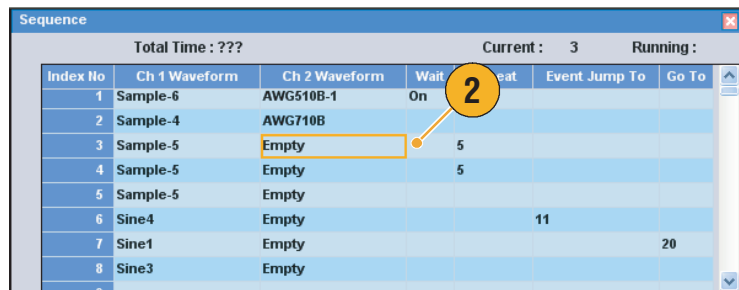 Sequence
Total Time : ??? Current : 3 Running :
Index No Ch 1 Waveform Ch 2 Waveform Wait Event Jump To Go To
1 Sample-6 AWG510B-1 On
2 Sample-4 AWG710B
2
3 Sample-5 Empty 5
4 Sample-5 Empty 5
5 Sample-5 Empty
6 Sine4 Empty 11
7 Sine1 Empty 20
8 Sine3 Empty